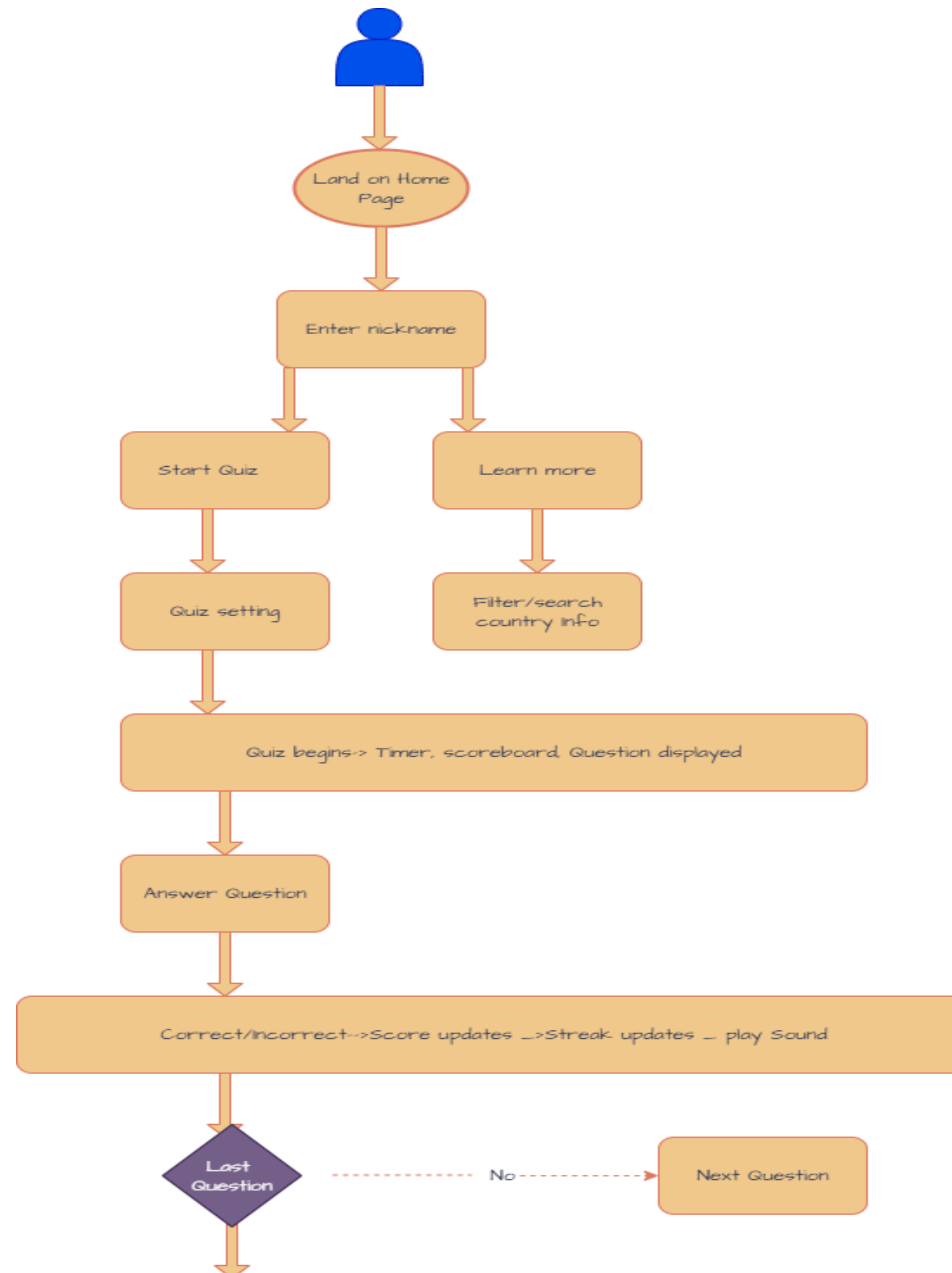 Land on Home
Page
Enter nickname
Start Quiz
Learn more
Quiz setting
Filter/search
country Info
Quiz begins-> Timer, scoreboard, Question displayed
Answer Question
Correct/Incorrect-->Score updates _->Streak updates _ play Sound
Last
Question
No
Next Question